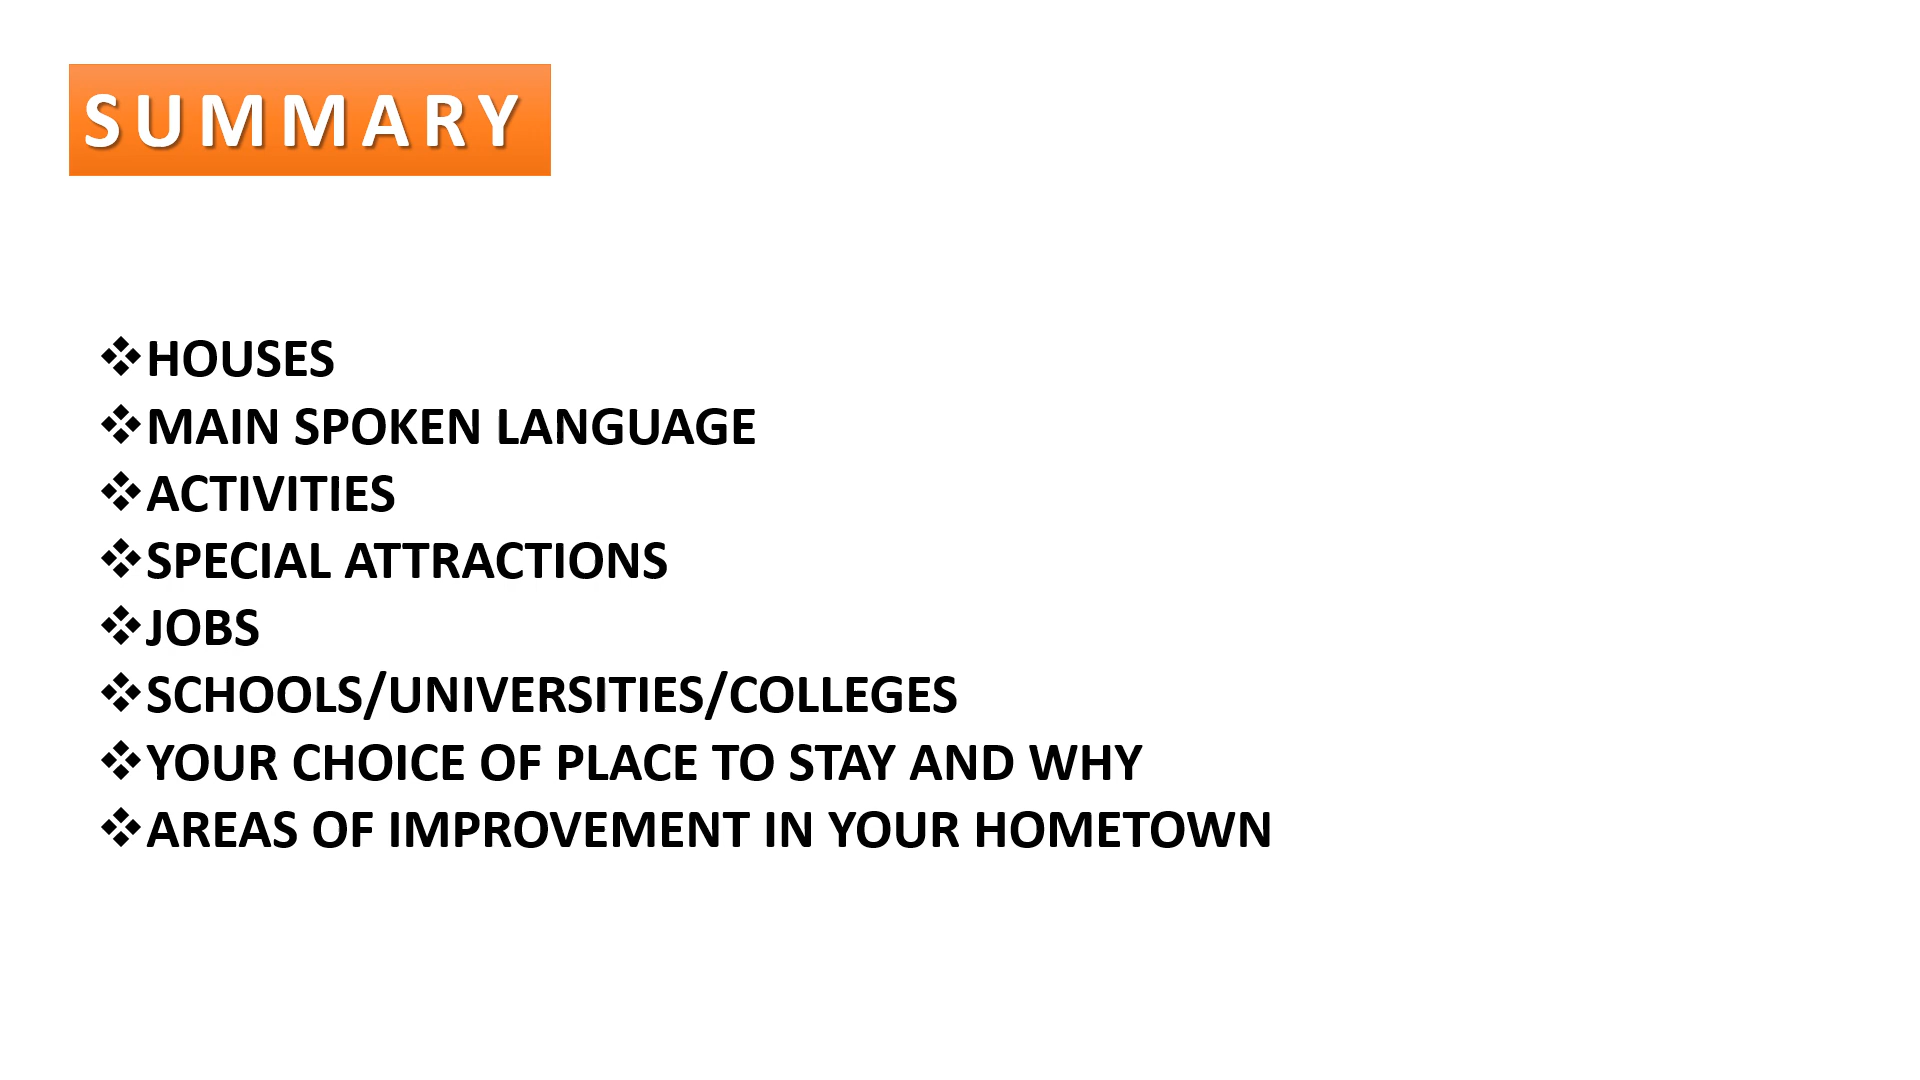 SUMMARY
❖HOUSES
❖MAIN SPOKEN LANGUAGE
❖ACTIVITIES
❖SPECIAL ATTRACTIONS
❖JOBS
❖SCHOOLS/UNIVERSITIES/COLLEGES
❖YOUR CHOICE OF PLACE TO STAY AND WHY
❖AREAS OF IMPROVEMENT IN YOUR HOMETOWN